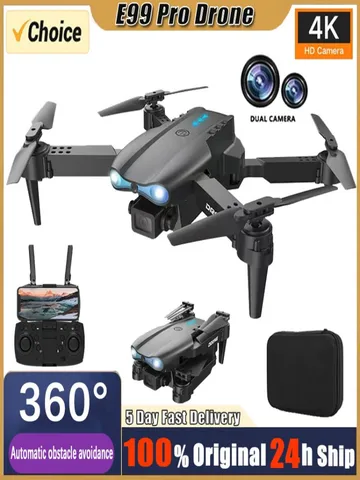 ✓Choice
E99 Pro Drone
4K
HD Camera
DUAL CAMERA
360°
Automatic obstacle avoidance
5 Day Fast Delivery
100% Original 24h Ship